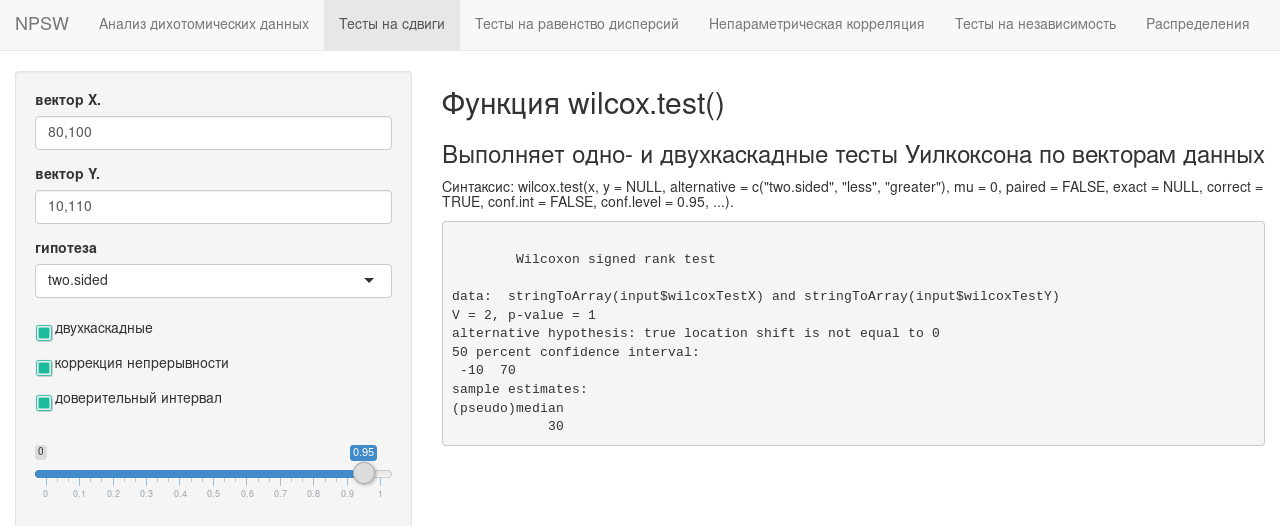 NPSW Анализ дихотомических данных Тесты на сдвиги Тесты на равенство дисперсий Непараметрическая корреляция Тесты на независимость Распределения
вектор X.
80,100
вектор Y.
10,110
гипотеза
two.sided
двухкаскадные
коррекция непрерывности
доверительный интервал
0 0.95
0 0.1 0.2 0.3 0.4 0.5 0.6 0.7 0.8 0.9 1
Функция wilcox.test()
Выполняет одно- и двухкаскадные тесты Уилкоксона по векторам данных
Синтаксис: wilcox.test(x, y = NULL, alternative = c("two.sided", "less", "greater"), mu = 0, paired = FALSE, exact = NULL, correct =
TRUE, conf.int = FALSE, conf.level = 0.95, ...).
Wilcoxon signed rank test
data:  stringToArray(input$wilcoxTestX) and stringToArray(input$wilcoxTestY)
V = 2, p-value = 1
alternative hypothesis: true location shift is not equal to 0
50 percent confidence interval:
-10  70
sample estimates:
(pseudo)median
30